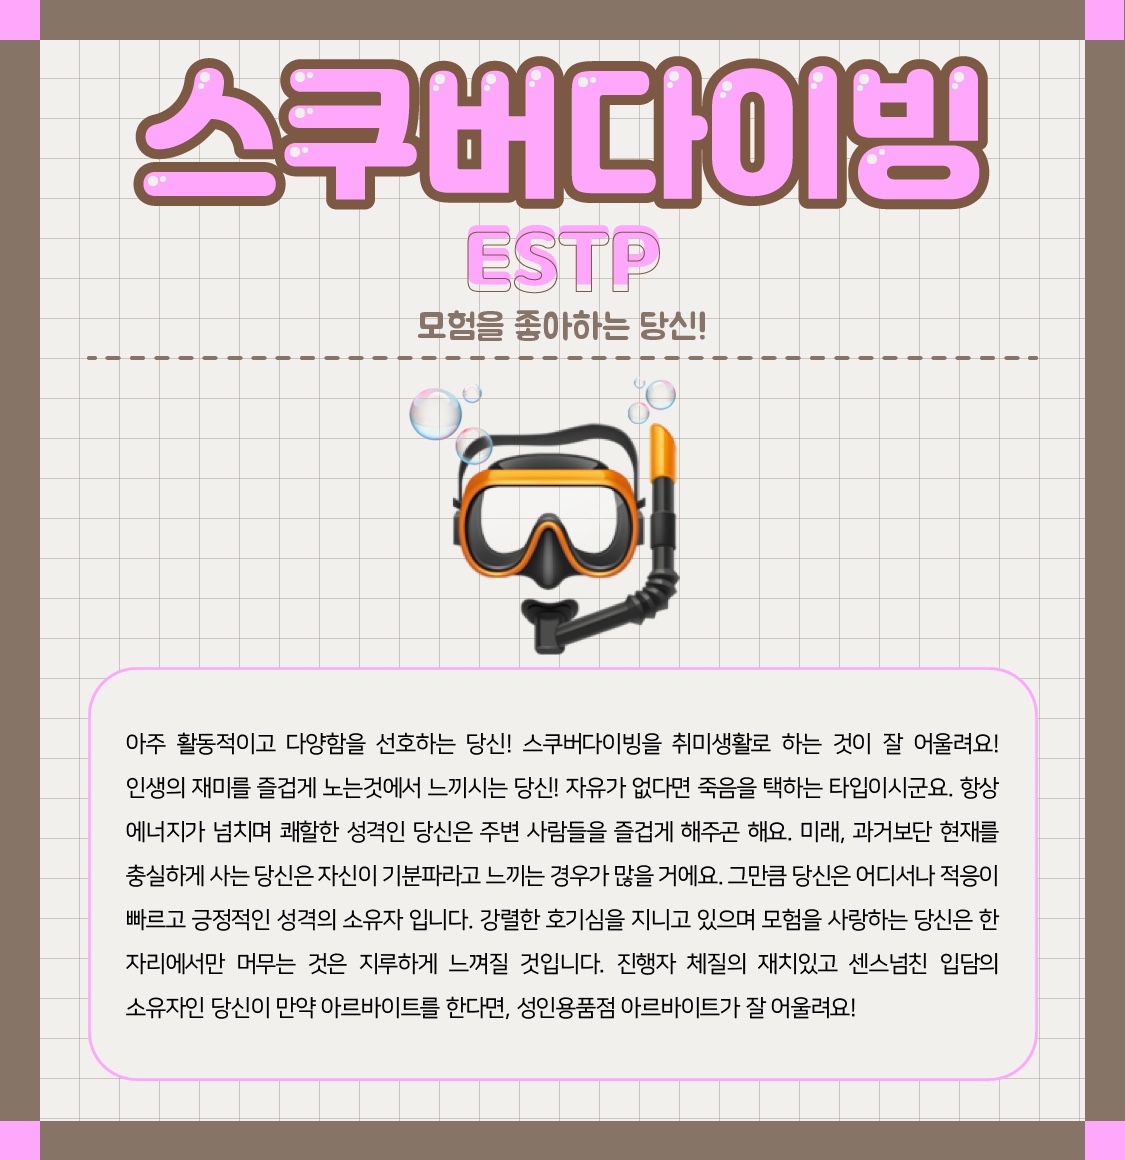 스쿠버다이빙
ESTP
모험을 좋아하는 당신!
아주 활동적이고 다양함을 선호하는 당신! 스쿠버다이빙을 취미생활로 하는 것이 잘 어울려요!
인생의 재미를 즐겁게 노는것에서 느끼시는 당신! 자유가 없다면 죽음을 택하는 타입이시군요. 항상
에너지가 넘치며 쾌할한 성격인 당신은 주변 사람들을 즐겁게 해주곤 해요. 미래, 과거보단 현재를
충실하게 사는 당신은 자신이 기분파라고 느끼는 경우가 많을 거에요. 그만큼 당신은 어디서나 적응이
빠르고 긍정적인 성격의 소유자 입니다. 강렬한 호기심을 지니고 있으며 모험을 사랑하는 당신은 한
자리에서만 머무는 것은 지루하게 느껴질 것입니다. 진행자 체질의 재치있고 센스넘친 입담의
소유자인 당신이 만약 아르바이트를 한다면, 성인용품점 아르바이트가 잘 어울려요!